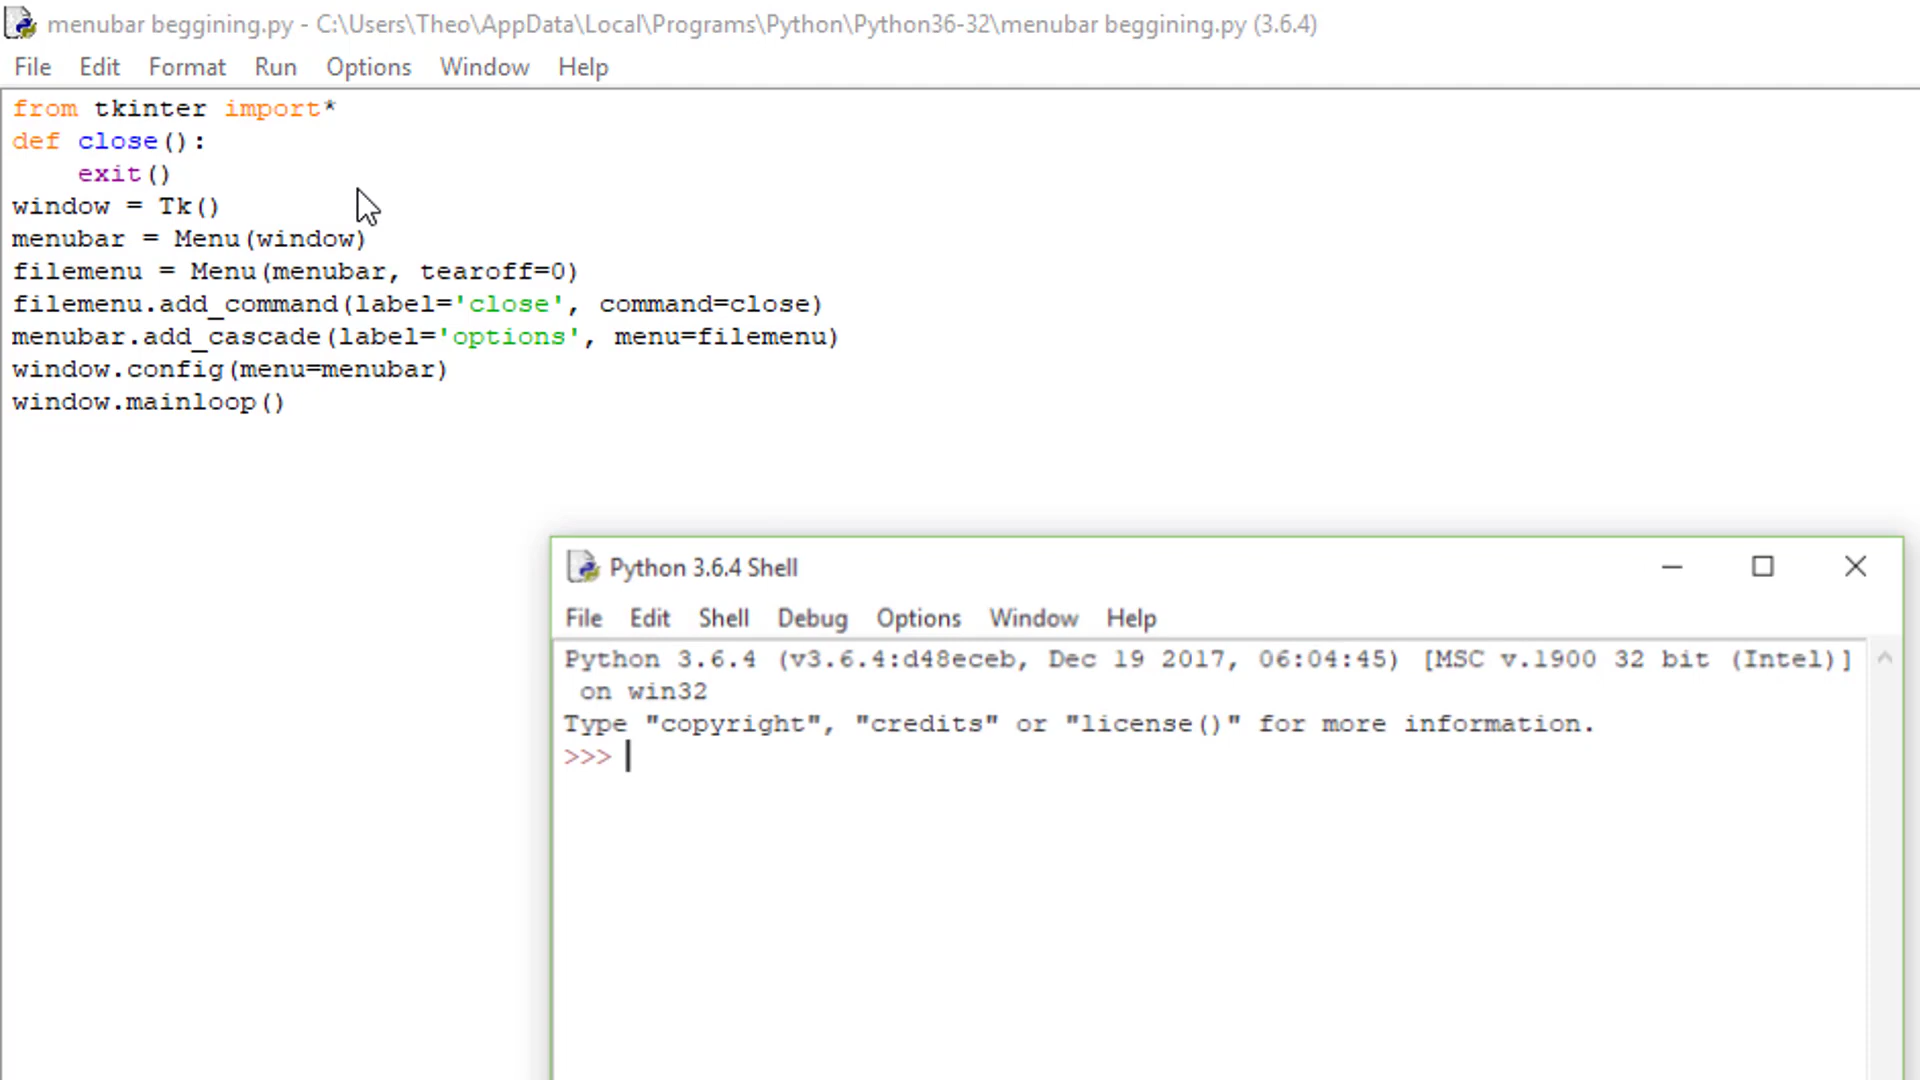 menubar beggining.py - C:\Users\Theo\AppData\Local\Programs\Python\Python36-32\menubar beggining.py (3.6.4)
File Edit Format Run Options Window Help
from tkinter import*
def close():
    exit()
window = Tk()
menubar = Menu(window)
filemenu = Menu(menubar, tearoff=0)
filemenu.add_command(label='close', command=close)
menubar.add_cascade(label='options', menu=filemenu)
window.config(menu=menubar)
window.mainloop()
Python 3.6.4 Shell
File Edit Shell Debug Options Window Help
Python 3.6.4 (v3.6.4:d48eceb, Dec 19 2017, 06:04:45) [MSC v.1900 32 bit (Intel)]
 on win32
Type "copyright", "credits" or "license()" for more information.
>>>